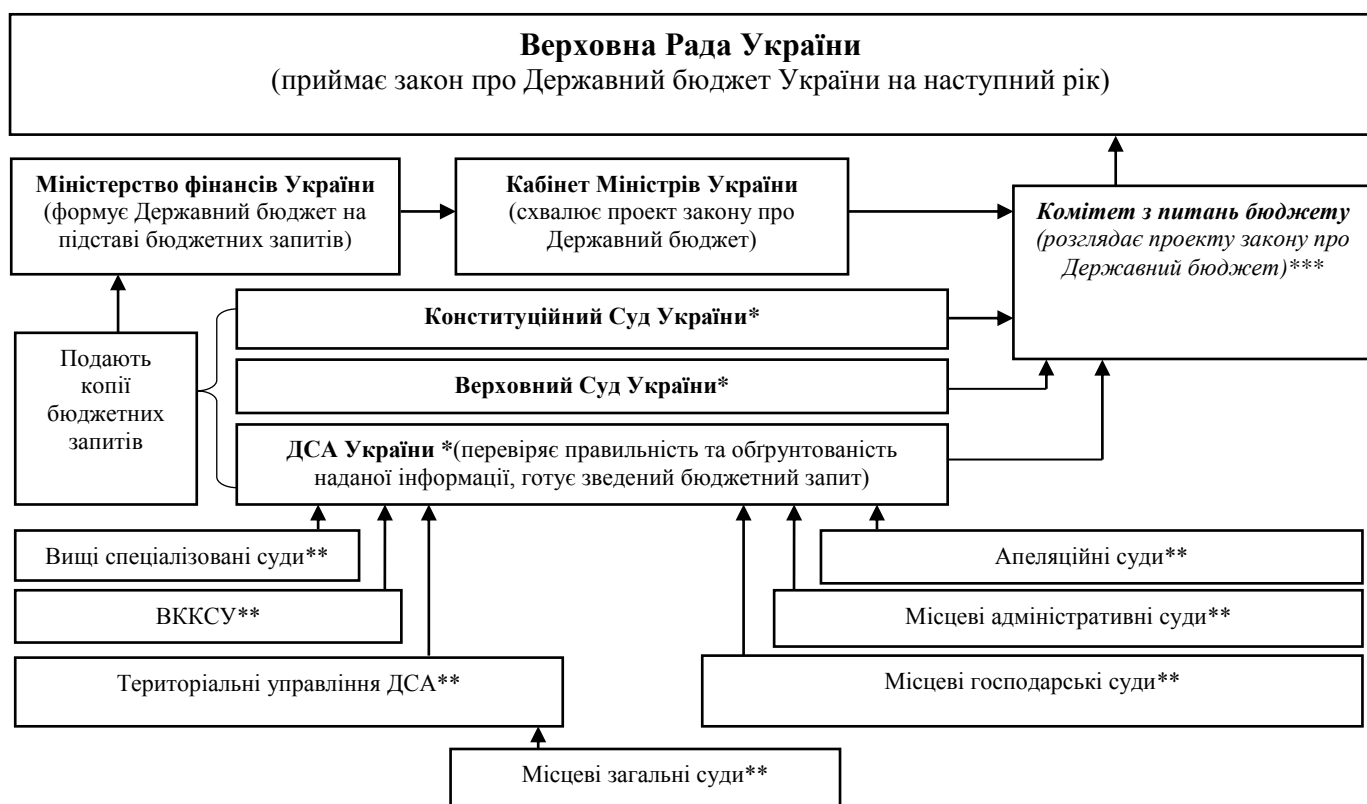 Верховна Рада України
(приймає закон про Державний бюджет України на наступний рік)
Міністерство фінансів України
(формує Державний бюджет на
підставі бюджетних запитів)
Кабінет Міністрів України
(схвалює проект закону про
Державний бюджет)
Комітет з питань бюджету
(розглядає проекту закону про
Державний бюджет)***
Подають
копії
бюджетних
запитів
Конституційний Суд України*
Верховний Суд України*
ДСА України *(перевіряє правильність та обґрунтованість
наданої інформації, готує зведений бюджетний запит)
Вищі спеціалізовані суди**
Апеляційні суди**
ВККСУ**
Місцеві адміністративні суди**
Територіальні управління ДСА**
Місцеві господарські суди**
Місцеві загальні суди**